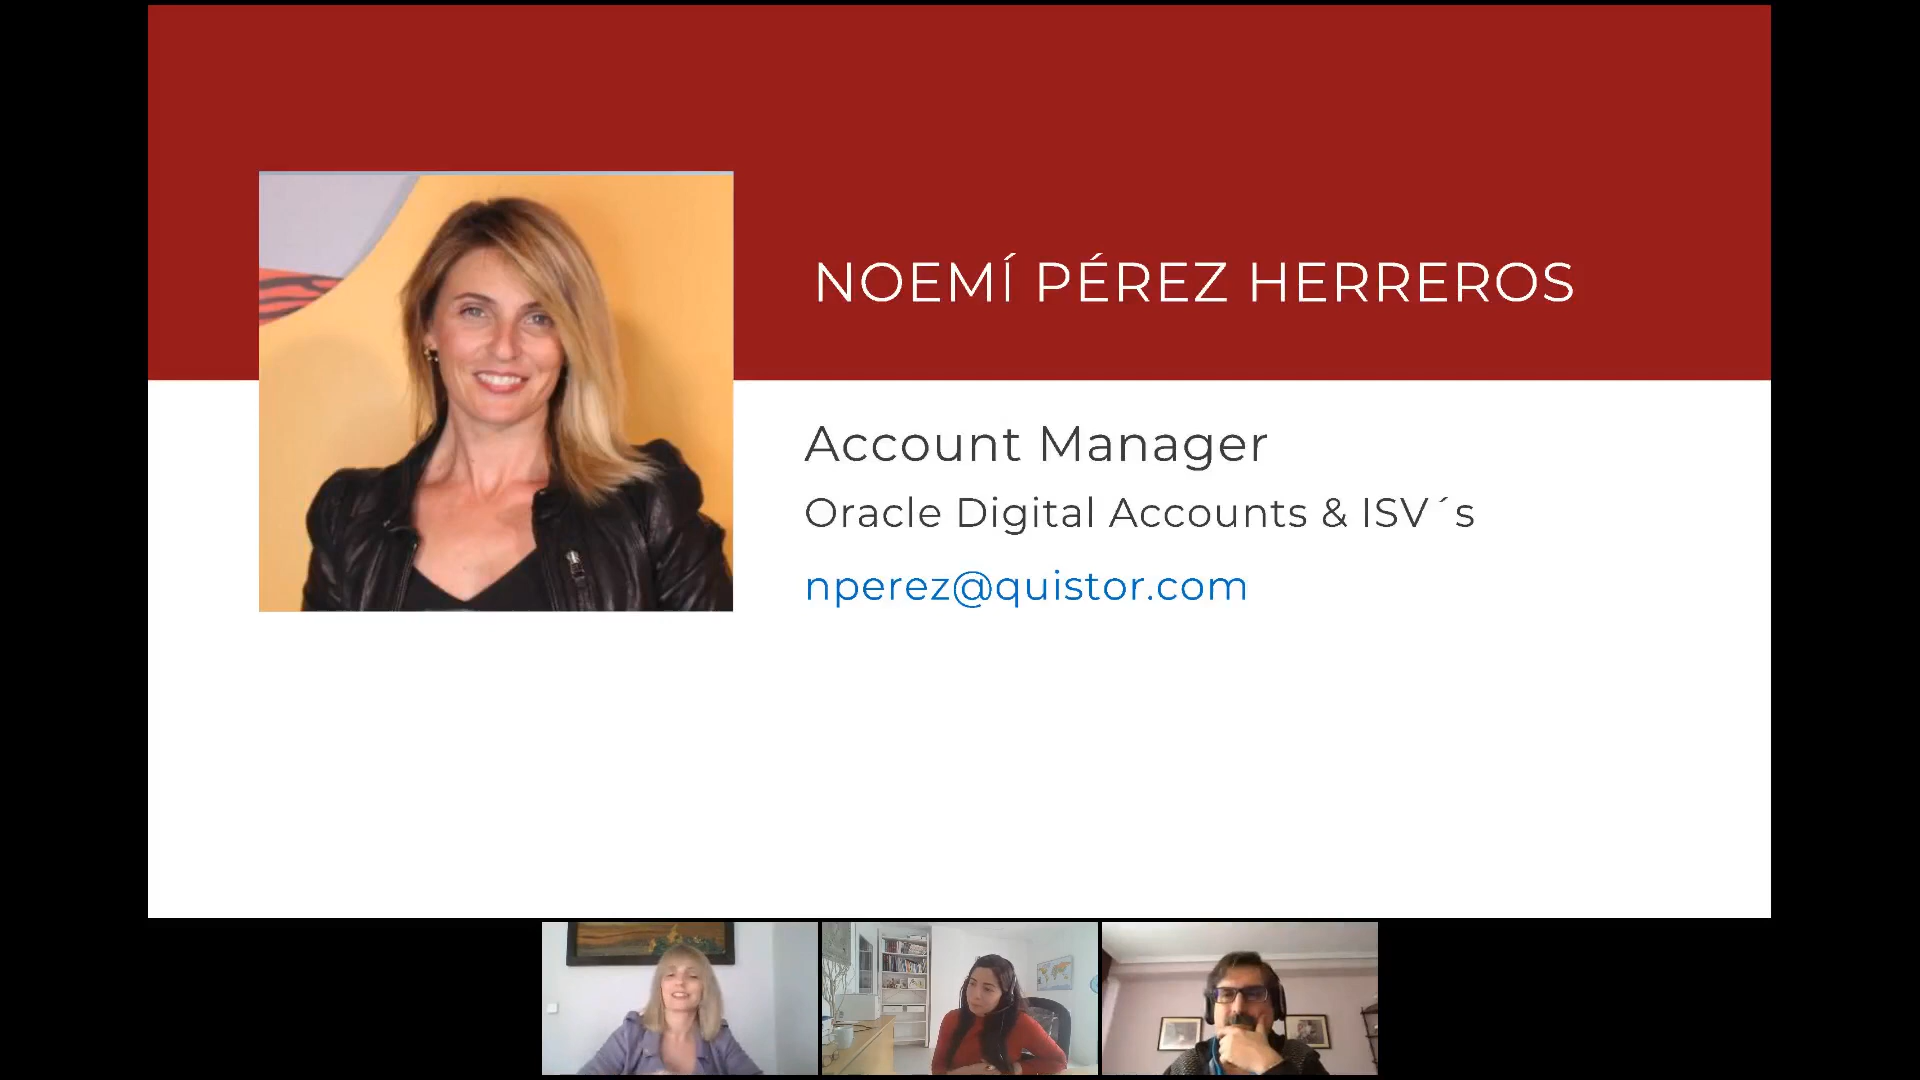 NOEMÍ PÉREZ HERREROS
Account Manager
Oracle Digital Accounts & ISV´s
nperez@quistor.com